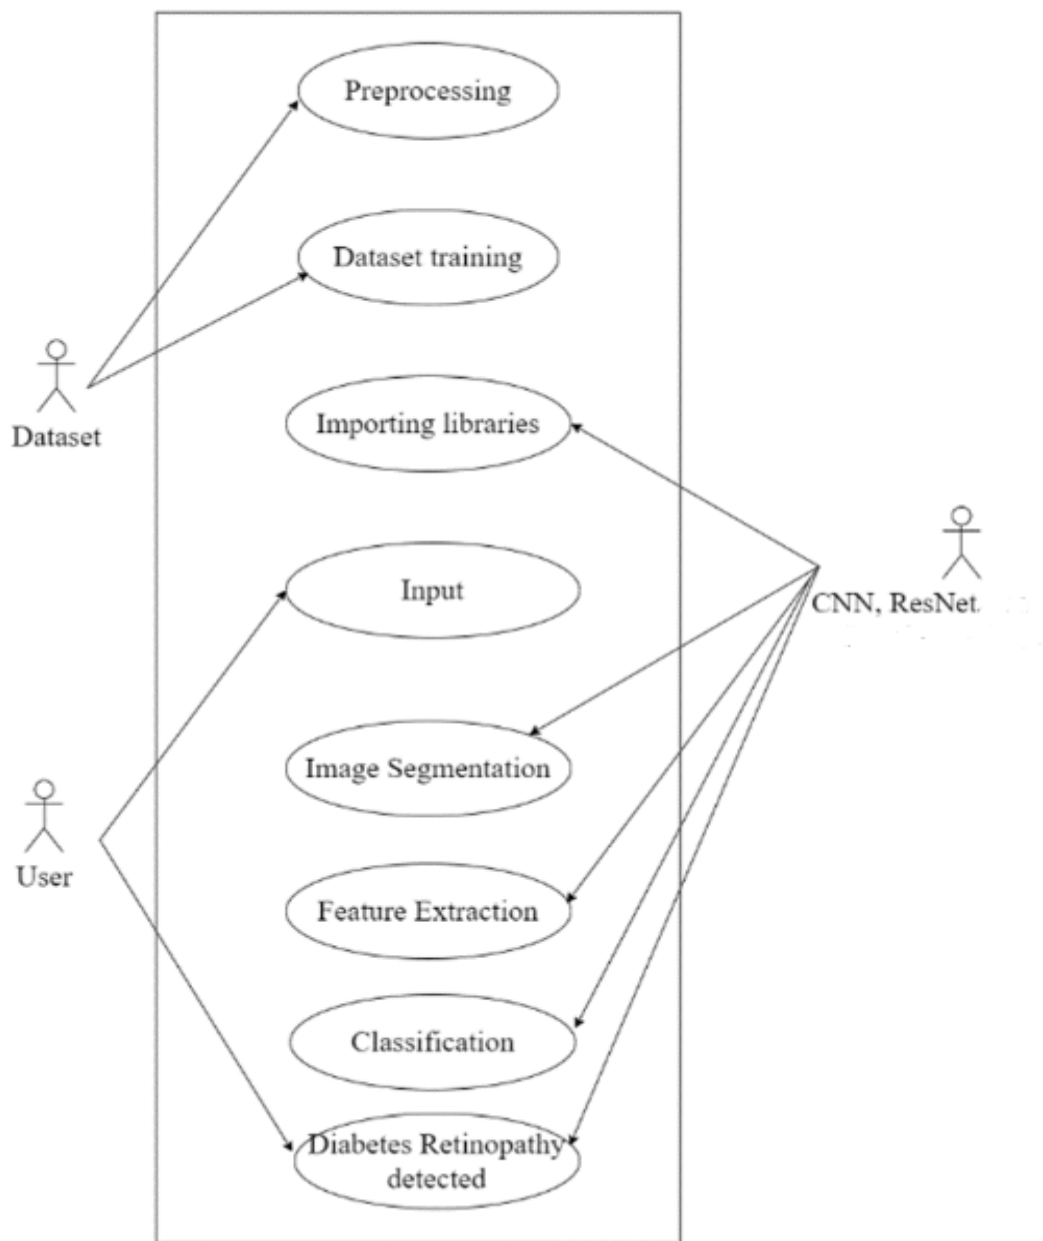 Preprocessing
Dataset training
Dataset
Importing libraries
Input
CNN, ResNet.
Image Segmentation
User
Feature Extraction
Classification
Diabetes Retinopathy
detected